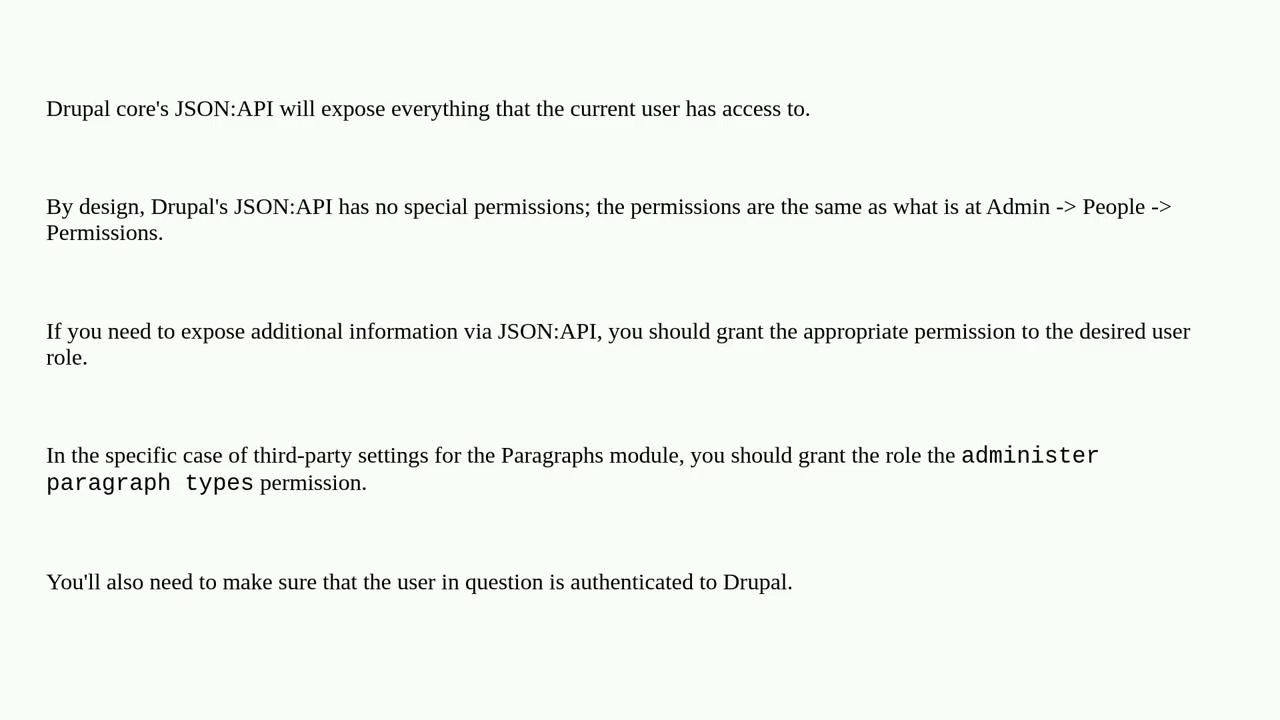 Drupal core's JSON:API will expose everything that the current user has access to.
By design, Drupal's JSON:API has no special permissions; the permissions are the same as what is at Admin -> People ->
Permissions.
If you need to expose additional information via JSON:API, you should grant the appropriate permission to the desired user
role.
In the specific case of third-party settings for the Paragraphs module, you should grant the role the administer
paragraph types permission.
You'll also need to make sure that the user in question is authenticated to Drupal.